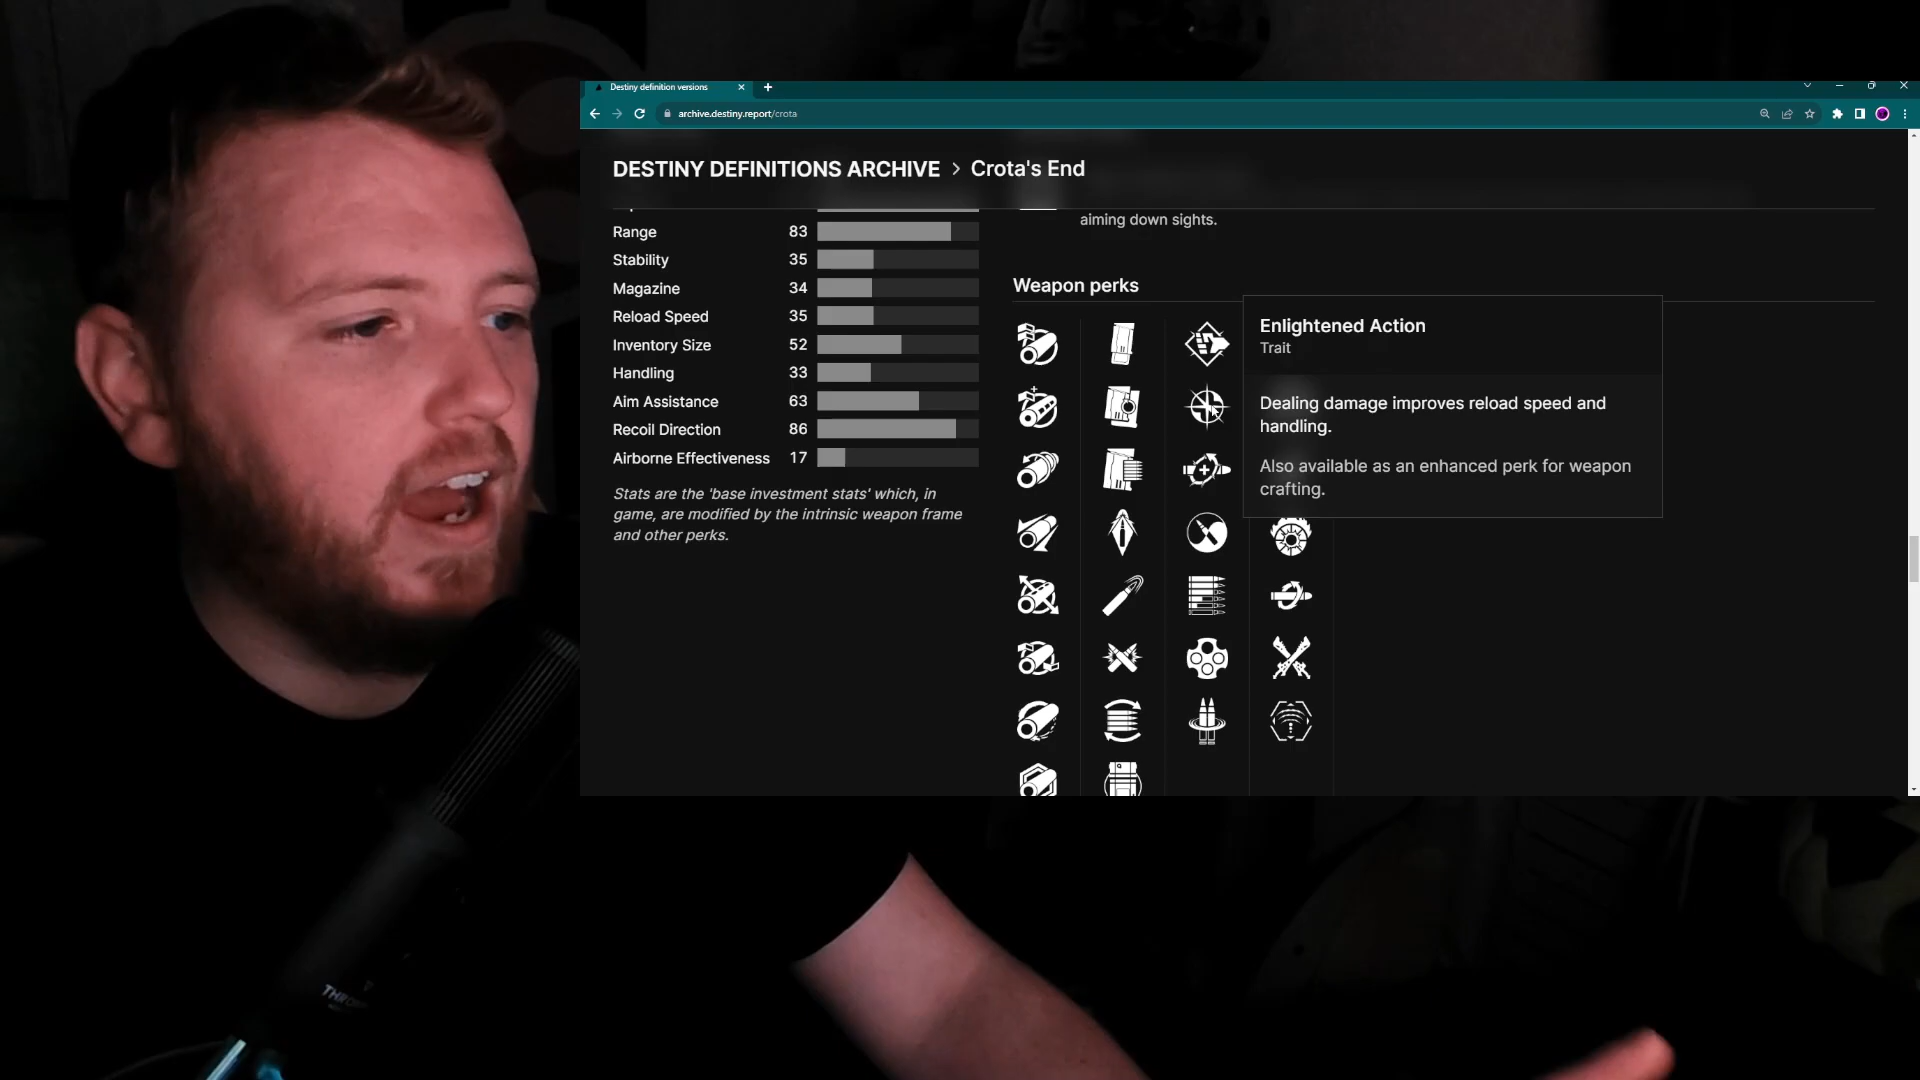 Destiny definition versions
archive.destiny.report/crota
DESTINY DEFINITIONS ARCHIVE > Crota's End
aiming down sights.
Range 83
Stability 35
Magazine 34
Reload Speed 35
Inventory Size 52
Handling 33
Aim Assistance 63
Recoil Direction 86
Airborne Effectiveness 17
Stats are the 'base investment stats' which, in
game, are modified by the intrinsic weapon frame
and other perks.
Weapon perks
Enlightened Action
Trait
Dealing damage improves reload speed and
handling.
Also available as an enhanced perk for weapon
crafting.